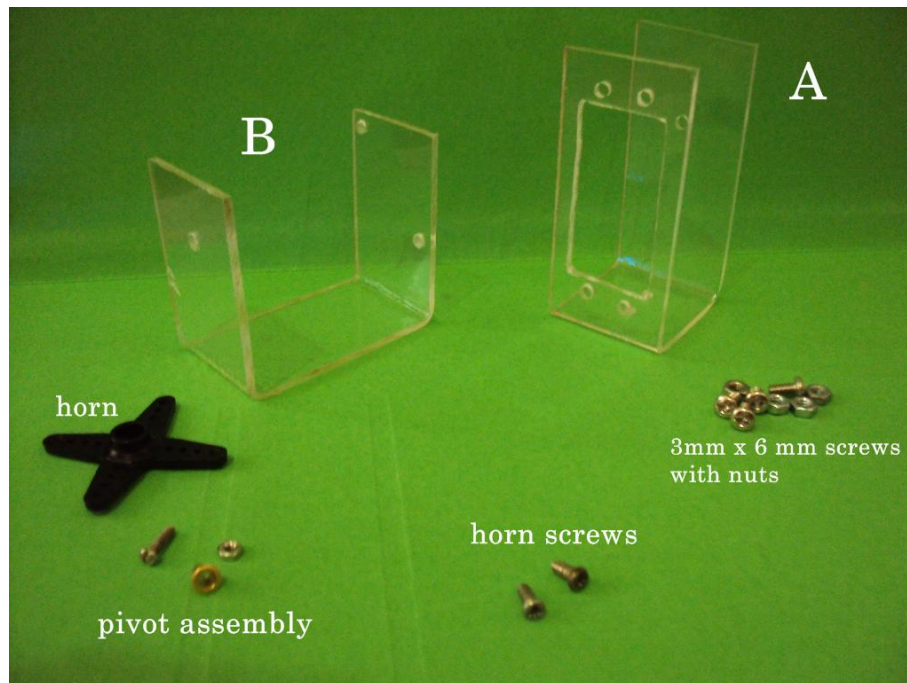 A
B
horn
3mm x 6 mm screws
with nuts
horn screws
pivot assembly